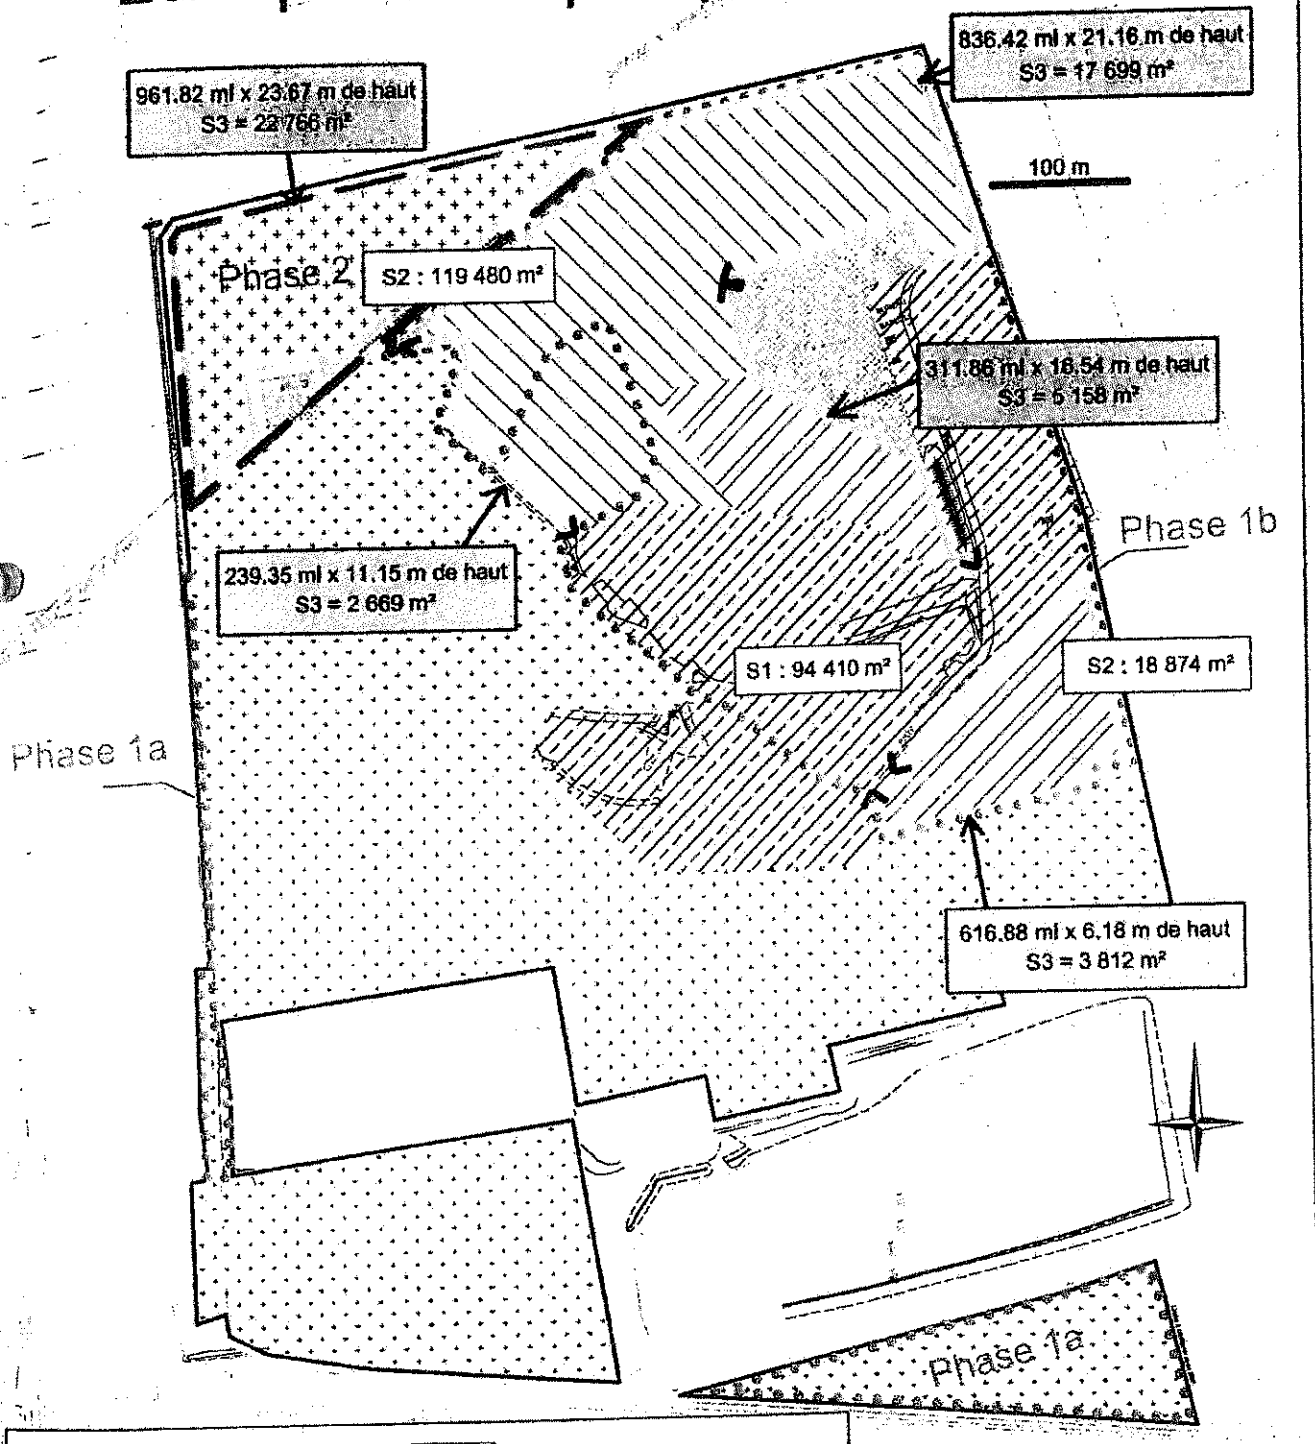 836.42 ml x 21.16 m de haut
S3 = 17 699 m²
961.82 ml x 23.67 m de haut
S3 = 22 766 m²
100 m
Phase 2
S2 : 119 480 m²
311.86 ml x 16.54 m de haut
S3 = 5 158 m²
Phase 1b
239.35 ml x 11.15 m de haut
S3 = 2 669 m²
S1 : 94 410 m²
S2 : 18 874 m²
Phase 1a
616.88 ml x 6.18 m de haut
S3 = 3 812 m²
Phase 1a